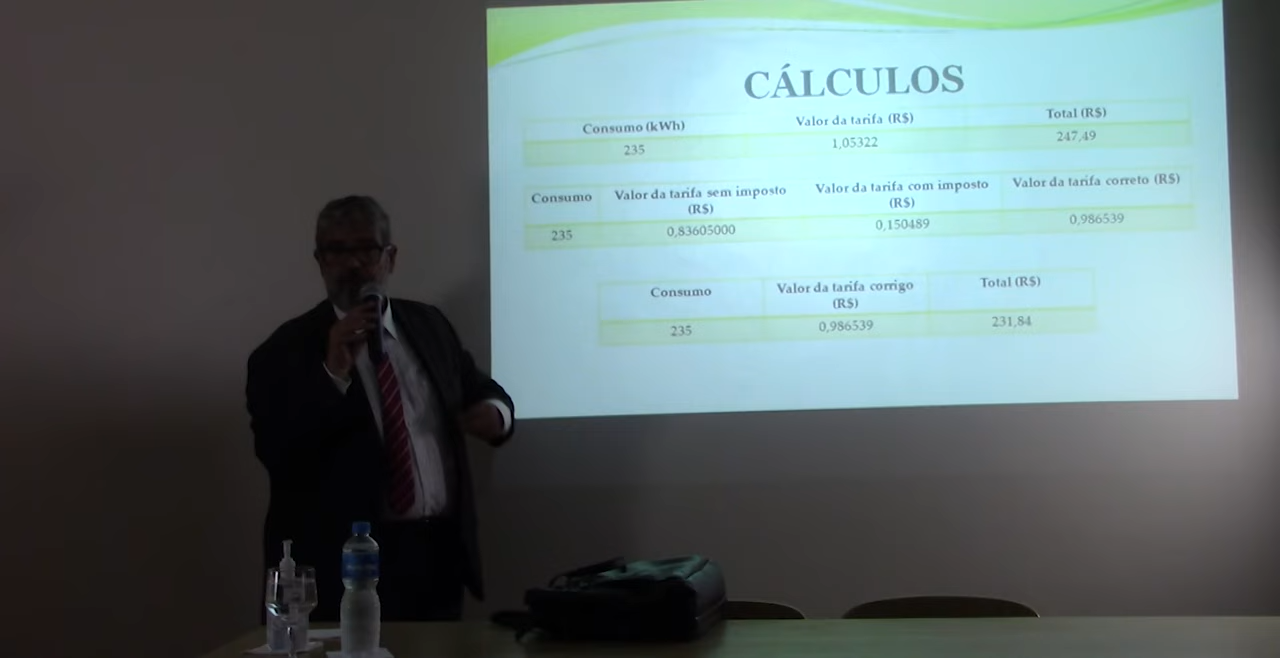 CÁLCULOS
Consumo (kWh) Valor da tarifa (R$) Total (R$)
235 1,05322 247,49
Consumo Valor da tarifa sem imposto (R$) Valor da tarifa com imposto (R$) Valor da tarifa correto (R$)
235 0,83605000 0,150489 0,986539
Consumo Valor da tarifa corrigo (R$) Total (R$)
235 0,986539 231,84